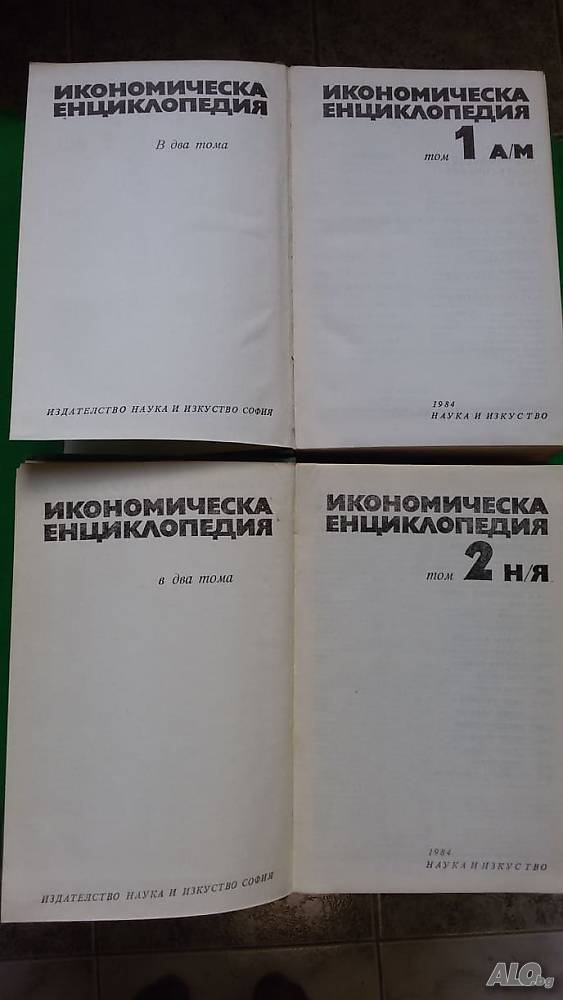 ИКОНОМИЧЕСКА
ЕНЦИКЛОПЕДИЯ
В два тома
ИЗДАТЕЛСТВО НАУКА И ИЗКУСТВО СОФИЯ
ИКОНОМИЧЕСКА
ЕНЦИКЛОПЕДИЯ
том 1 А/М
1984
НАУКА И ИЗКУСТВО
ИКОНОМИЧЕСКА
ЕНЦИКЛОПЕДИЯ
в два тома
ИЗДАТЕЛСТВО НАУКА И ИЗКУСТВО СОФИЯ
ИКОНОМИЧЕСКА
ЕНЦИКЛОПЕДИЯ
том 2 Н/Я
1984
НАУКА И ИЗКУСТВО
ALO.bg